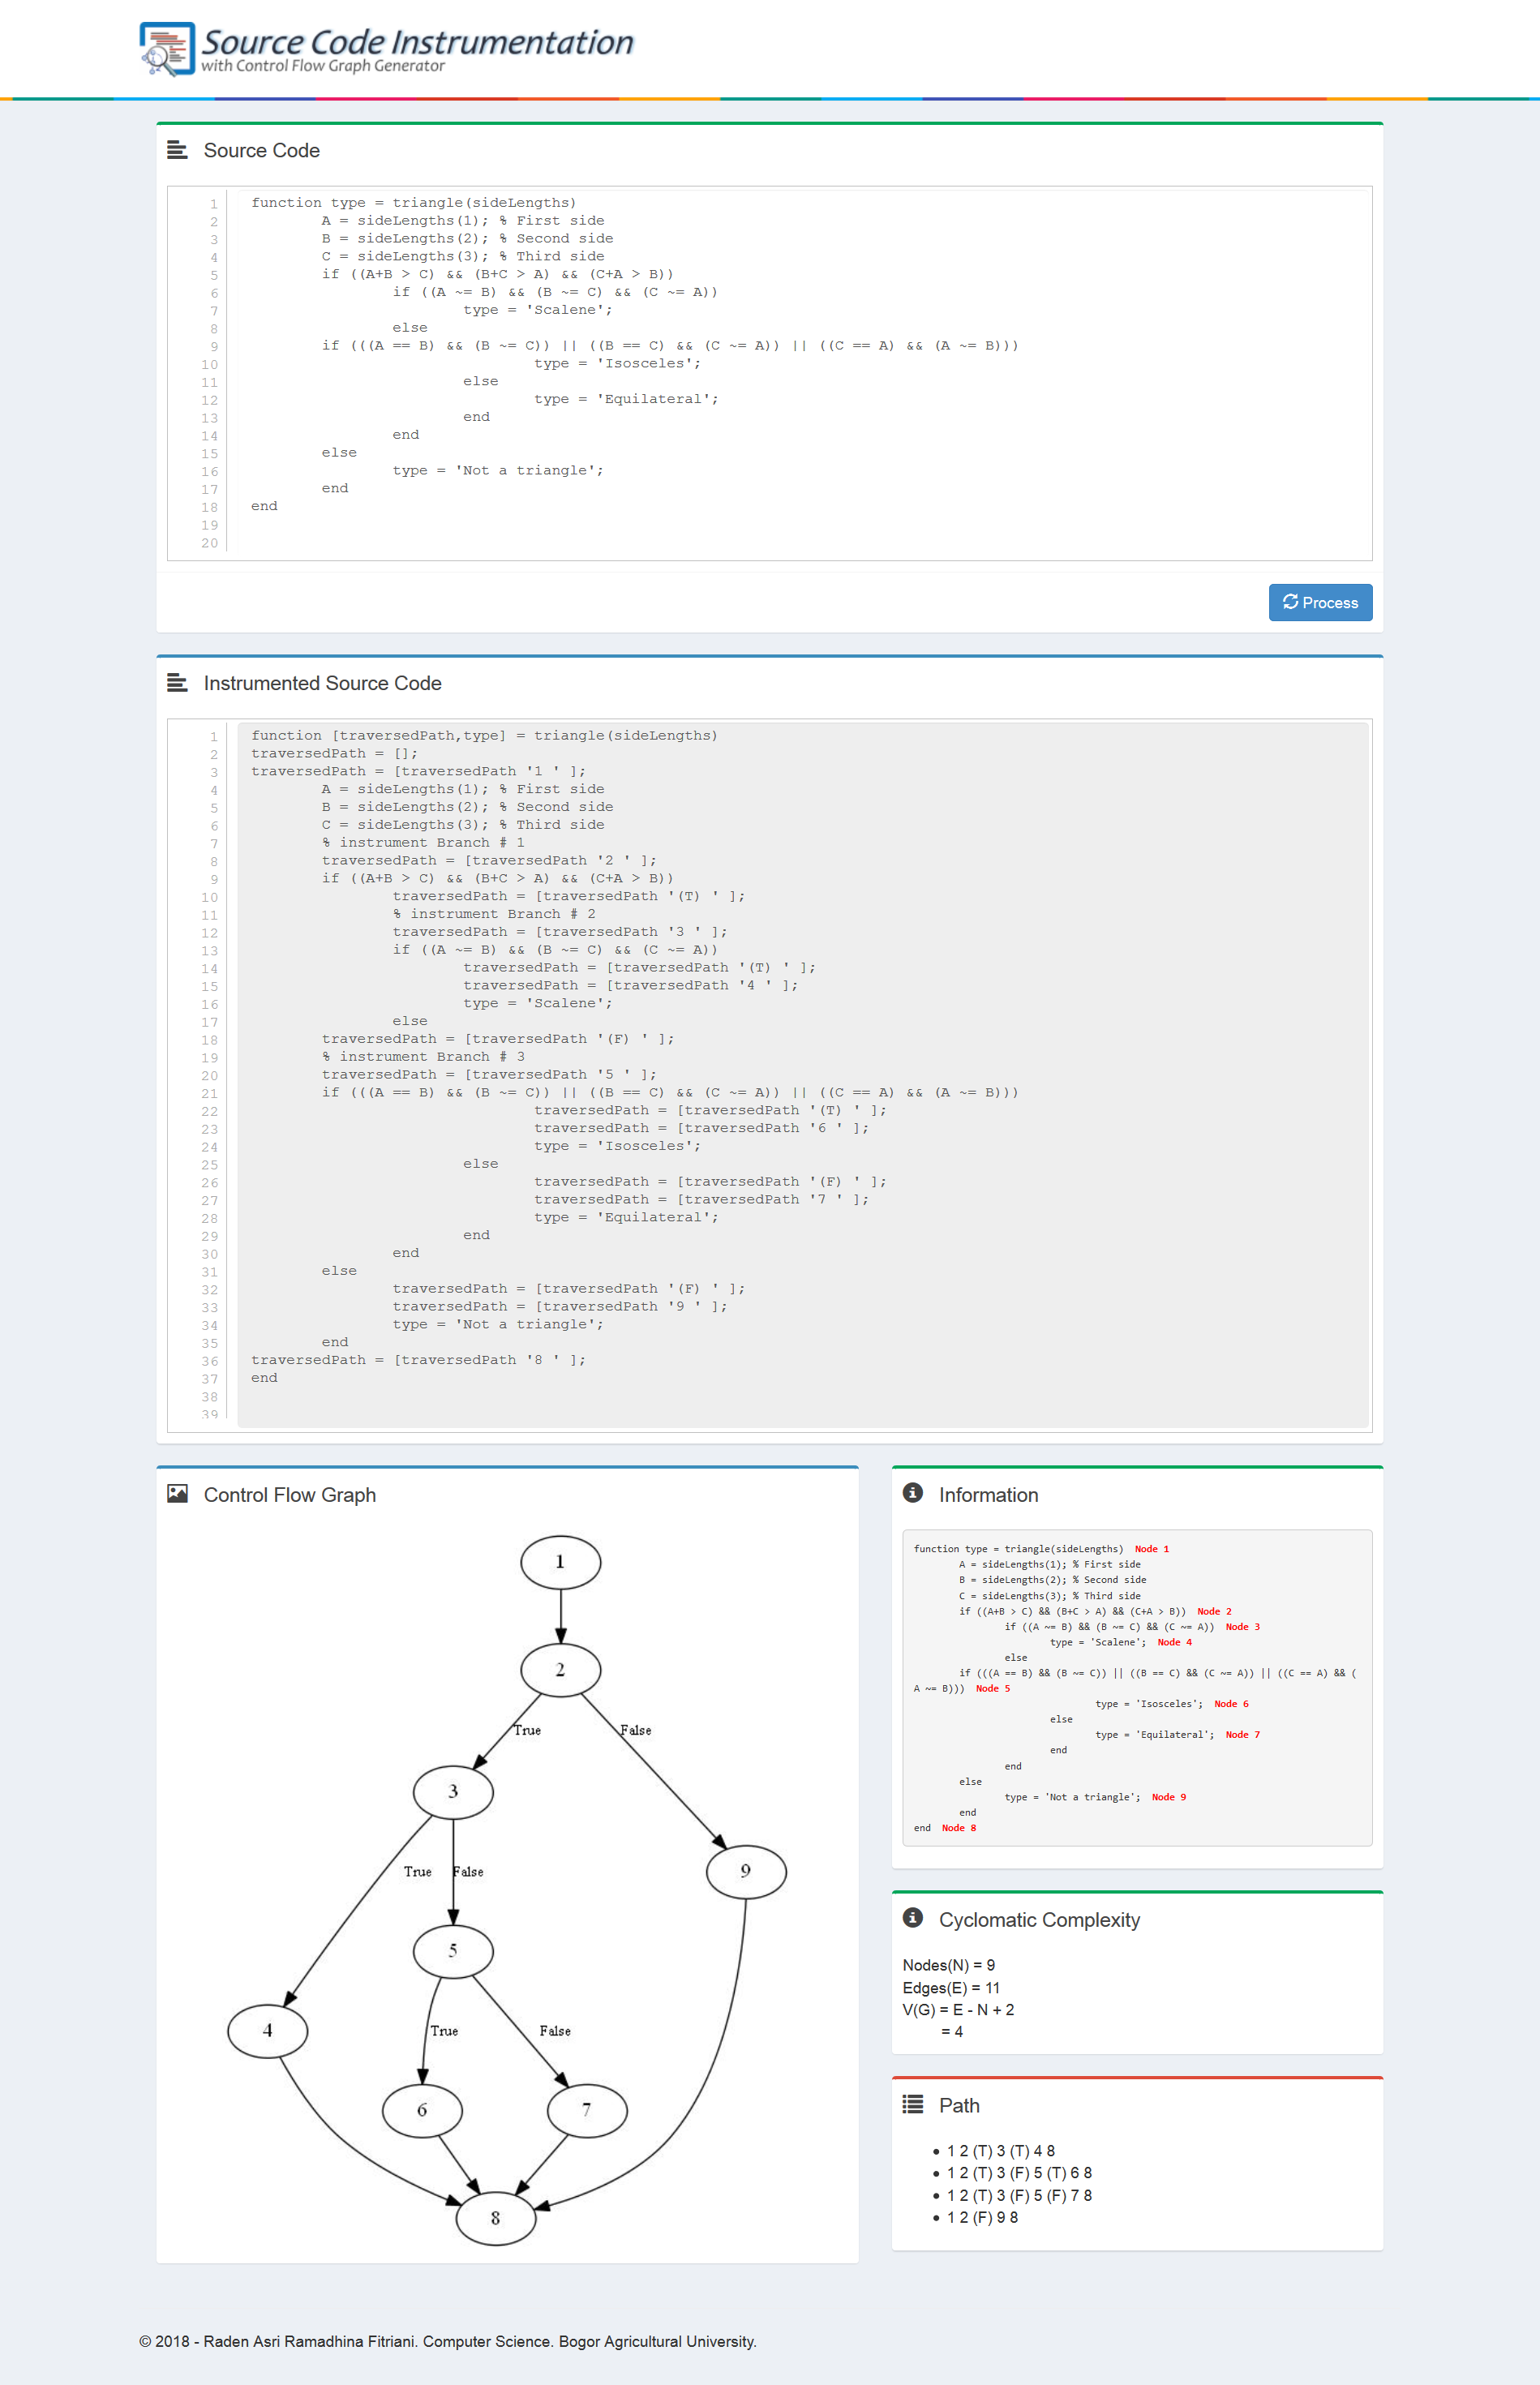 Source Code Instrumentation
with Control Flow Graph Generator
Source Code
1 function type = triangle(sideLengths)
2 A = sideLengths(1); % First side
3 B = sideLengths(2); % Second side
4 C = sideLengths(3); % Third side
5 if ((A+B > C) && (B+C > A) && (C+A > B))
6 if ((A ~= B) && (B ~= C) && (C ~= A))
7 type = 'Scalene';
8 else
9 if (((A == B) && (B ~= C)) || ((B == C) && (C ~= A)) || ((C == A) && (A ~= B)))
10 type = 'Isosceles';
11 else
12 type = 'Equilateral';
13 end
14 end
15 else
16 type = 'Not a triangle';
17 end
18 end
19
20
Process
Instrumented Source Code
1 function [traversedPath,type] = triangle(sideLengths)
2 traversedPath = [];
3 traversedPath = [traversedPath '1 ' ];
4 A = sideLengths(1); % First side
5 B = sideLengths(2); % Second side
6 C = sideLengths(3); % Third side
7 % instrument Branch # 1
8 traversedPath = [traversedPath '2 ' ];
9 if ((A+B > C) && (B+C > A) && (C+A > B))
10 traversedPath = [traversedPath '(T) ' ];
11 % instrument Branch # 2
12 traversedPath = [traversedPath '3 ' ];
13 if ((A ~= B) && (B ~= C) && (C ~= A))
14 traversedPath = [traversedPath '(T) ' ];
15 traversedPath = [traversedPath '4 ' ];
16 type = 'Scalene';
17 else
18 traversedPath = [traversedPath '(F) ' ];
19 % instrument Branch # 3
20 traversedPath = [traversedPath '5 ' ];
21 if (((A == B) && (B ~= C)) || ((B == C) && (C ~= A)) || ((C == A) && (A ~= B)))
22 traversedPath = [traversedPath '(T) ' ];
23 traversedPath = [traversedPath '6 ' ];
24 type = 'Isosceles';
25 else
26 traversedPath = [traversedPath '(F) ' ];
27 traversedPath = [traversedPath '7 ' ];
28 type = 'Equilateral';
29 end
30 end
31 else
32 traversedPath = [traversedPath '(F) ' ];
33 traversedPath = [traversedPath '9 ' ];
34 type = 'Not a triangle';
35 end
36 traversedPath = [traversedPath '8 ' ];
37 end
38
39
Control Flow Graph
1
2
True False
3
9
True False
5
4
True False
6 7
8
Information
function type = triangle(sideLengths) Node 1
A = sideLengths(1); % First side
B = sideLengths(2); % Second side
C = sideLengths(3); % Third side
if ((A+B > C) && (B+C > A) && (C+A > B)) Node 2
if ((A ~= B) && (B ~= C) && (C ~= A)) Node 3
type = 'Scalene'; Node 4
else
if (((A == B) && (B ~= C)) || ((B == C) && (C ~= A)) || ((C == A) && (
A ~= B))) Node 5
type = 'Isosceles'; Node 6
else
type = 'Equilateral'; Node 7
end
end
else
type = 'Not a triangle'; Node 9
end
end Node 8
Cyclomatic Complexity
Nodes(N) = 9
Edges(E) = 11
V(G) = E - N + 2
= 4
Path
• 1 2 (T) 3 (T) 4 8
• 1 2 (T) 3 (F) 5 (T) 6 8
• 1 2 (T) 3 (F) 5 (F) 7 8
• 1 2 (F) 9 8
© 2018 - Raden Asri Ramadhina Fitriani. Computer Science. Bogor Agricultural University.